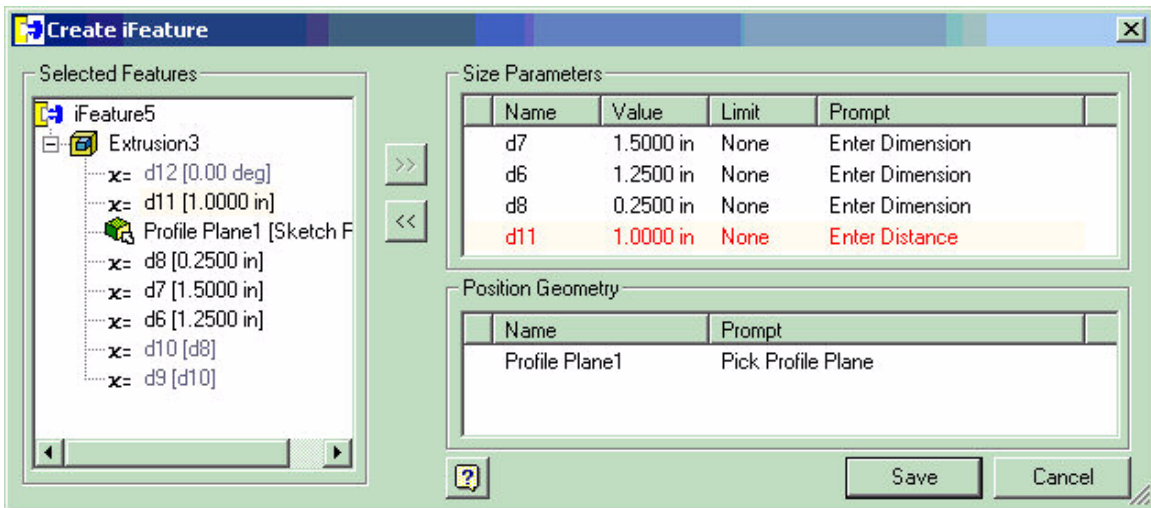 Create iFeature
Selected Features
iFeature5
Extrusion3
x= d12 [0.00 deg]
x= d11 [1.0000 in]
Profile Plane1 [Sketch F
x= d8 [0.2500 in]
x= d7 [1.5000 in]
x= d6 [1.2500 in]
x= d10 [d8]
x= d9 [d10]
>>
<<
Size Parameters
Name Value Limit Prompt
d7 1.5000 in None Enter Dimension
d6 1.2500 in None Enter Dimension
d8 0.2500 in None Enter Dimension
d11 1.0000 in None Enter Distance
Position Geometry
Name Prompt
Profile Plane1 Pick Profile Plane
?
Save Cancel